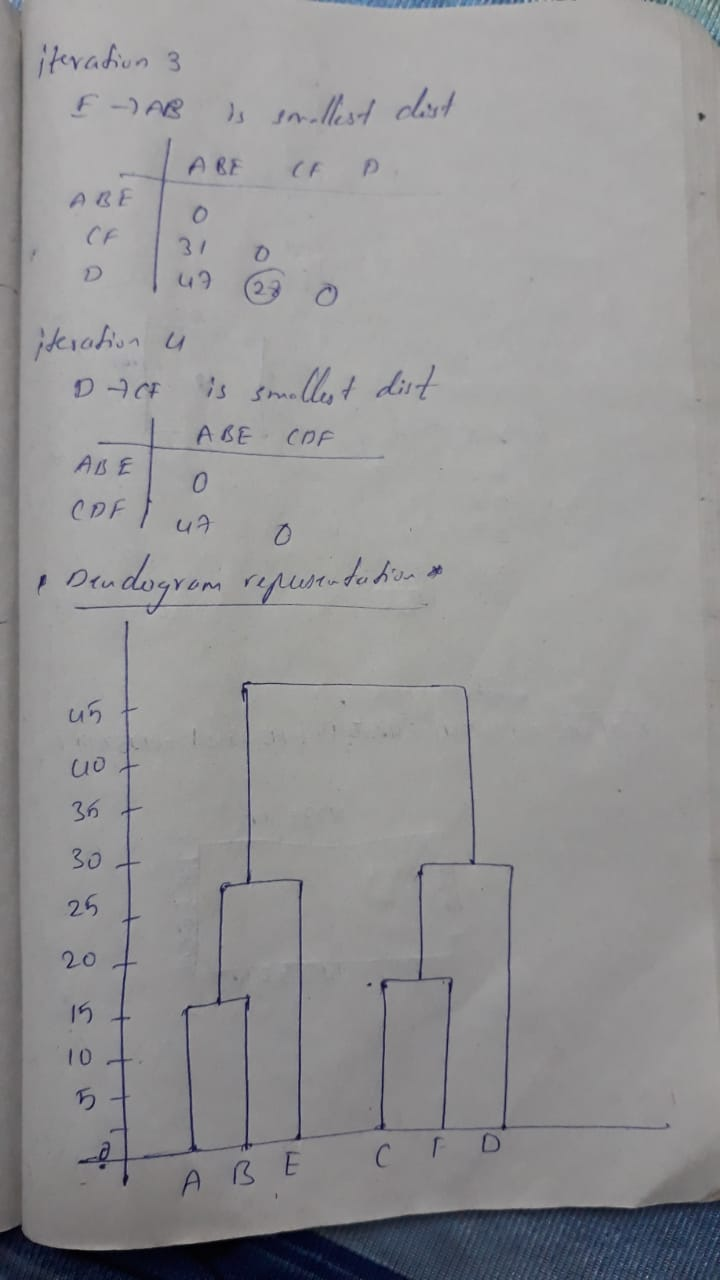 iteration 3
E → AB is smallest dist
ABE CF D
ABE 0
CF 31 0
D 47 28 0
iteration 4
D → CF is smallest dist
ABE CDF
ABE 0
CDF 47 0
* Dendogram representation *
45
40
35
30
25
20
15
10
5
0
A B E C F D